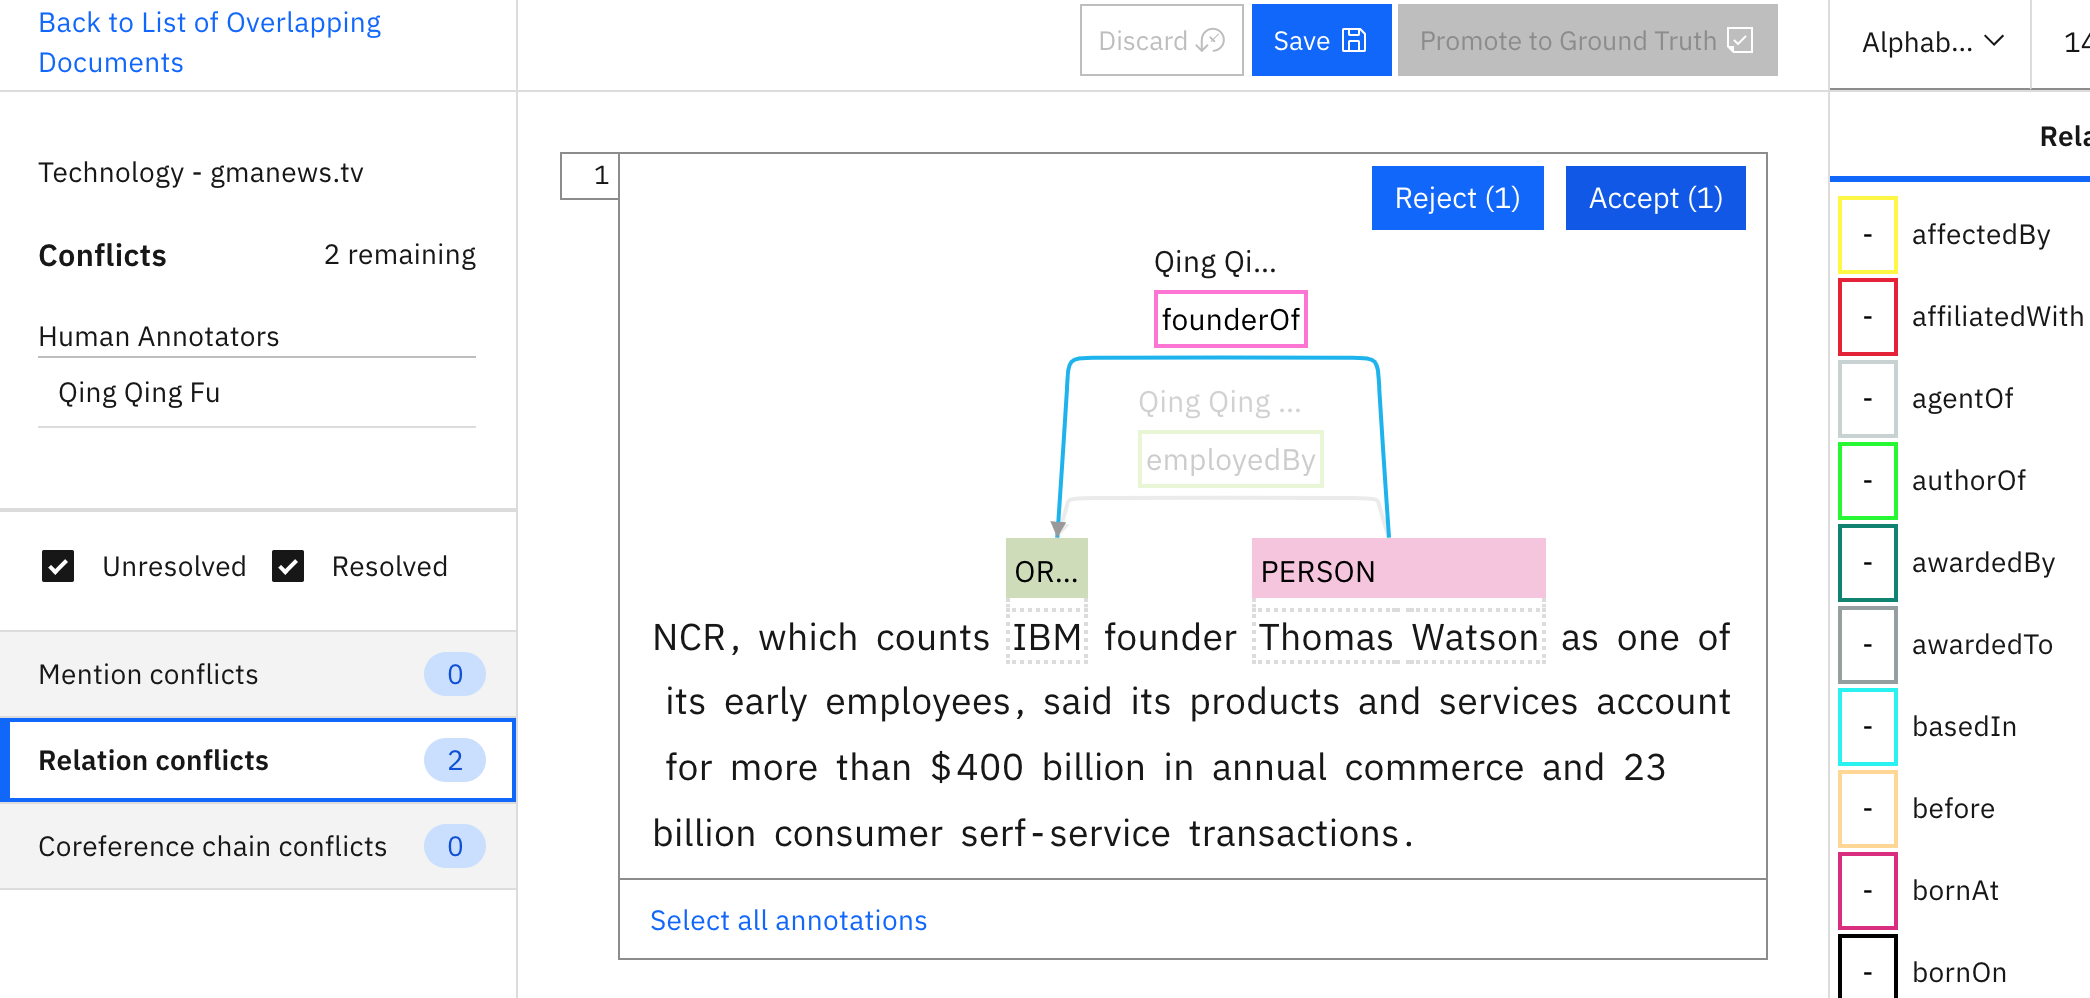 Back to List of Overlapping
Documents
Discard
Save
Promote to Ground Truth
Alphab...
14
Technology - gmanews.tv
Conflicts
2 remaining
Human Annotators
Qing Qing Fu
Unresolved
Resolved
Mention conflicts
0
Relation conflicts
2
Coreference chain conflicts
0
1
Reject (1)
Accept (1)
Qing Qi...
founderOf
Qing Qing ...
employedBy
OR...
PERSON
NCR, which counts IBM founder Thomas Watson as one of
its early employees, said its products and services account
for more than $400 billion in annual commerce and 23
billion consumer serf-service transactions.
Select all annotations
Rela
- affectedBy
- affiliatedWith
- agentOf
- authorOf
- awardedBy
- awardedTo
- basedIn
- before
- bornAt
- bornOn